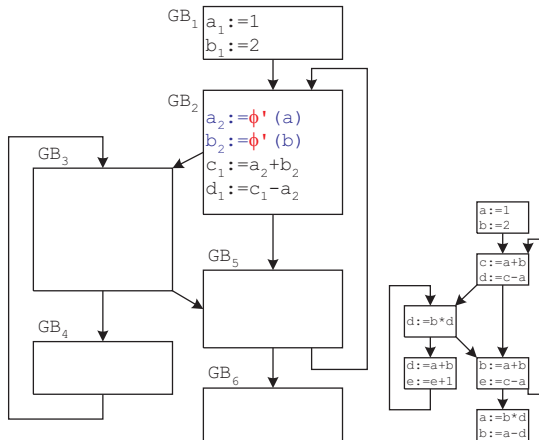 GB₁
a₁:=1
b₁:=2
GB₂
a₂:=ϕ'(a)
b₂:=ϕ'(b)
c₁:=a₂+b₂
d₁:=c₁-a₂
GB₃
GB₅
GB₄
GB₆
a:=1
b:=2
c:=a+b
d:=c-a
d:=b*d
d:=a+b
e:=e+1
b:=a+b
e:=c-a
a:=b*d
b:=a-d